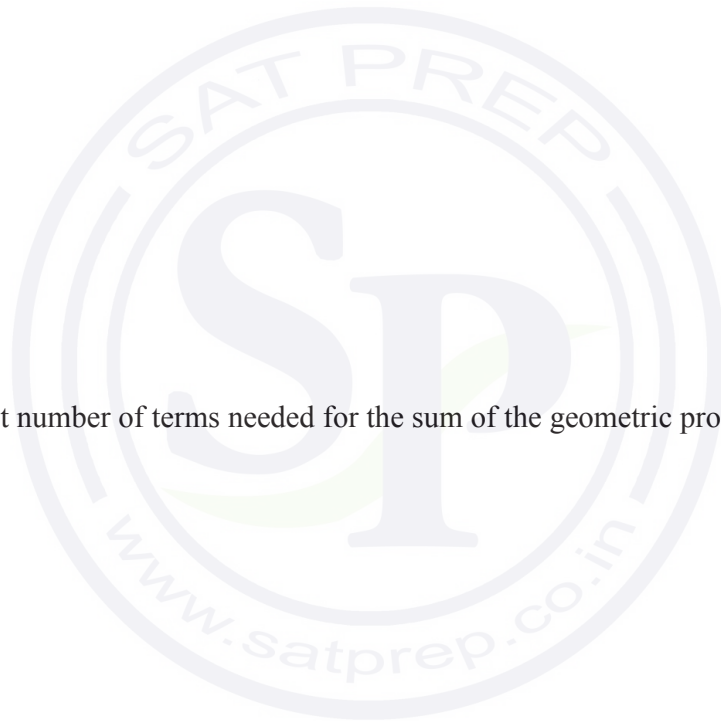 SAT PREP
t number of terms needed for the sum of the geometric pro
SP
www.satprep.co.in